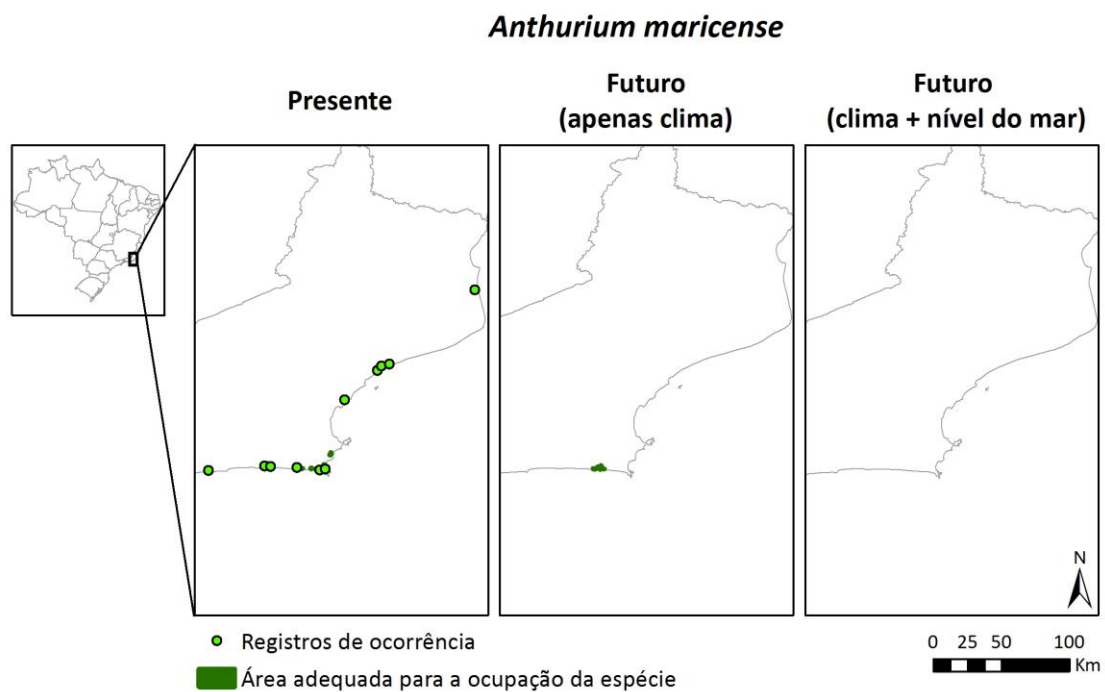 Anthurium maricense
Presente
Futuro
(apenas clima)
Futuro
(clima + nível do mar)
N
Registros de ocorrência
Área adequada para a ocupação da espécie
0 25 50 100
Km